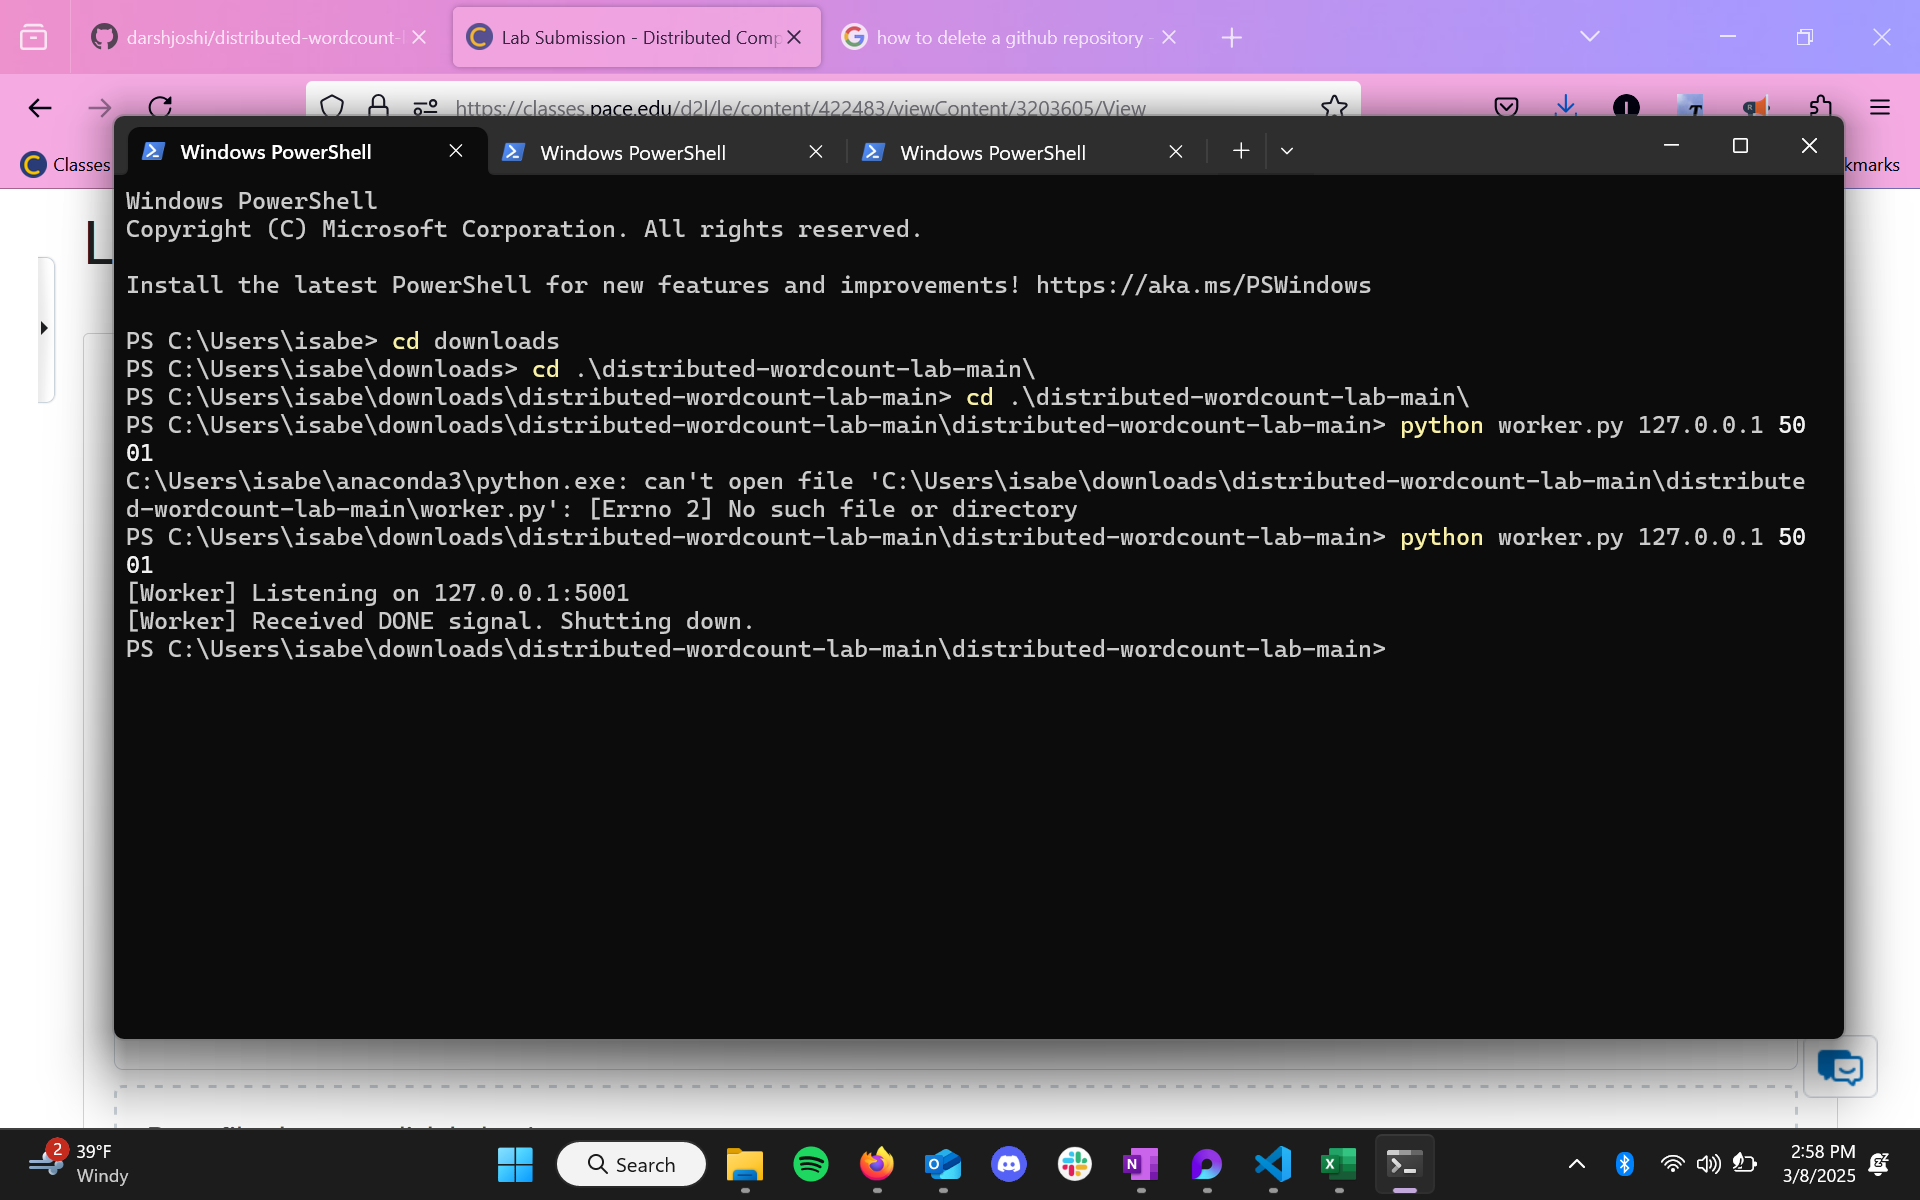 darshjoshi/distributed-wordcount-
Lab Submission - Distributed Comp
how to delete a github repository -
https://classes.pace.edu/d2l/le/content/422483/viewContent/3203605/View
Classes
kmarks
L
Windows PowerShell
Windows PowerShell
Windows PowerShell
Windows PowerShell
Copyright (C) Microsoft Corporation. All rights reserved.
Install the latest PowerShell for new features and improvements! https://aka.ms/PSWindows
PS C:\Users\isabe> cd downloads
PS C:\Users\isabe\downloads> cd .\distributed-wordcount-lab-main\
PS C:\Users\isabe\downloads\distributed-wordcount-lab-main> cd .\distributed-wordcount-lab-main\
PS C:\Users\isabe\downloads\distributed-wordcount-lab-main\distributed-wordcount-lab-main> python worker.py 127.0.0.1 50
01
C:\Users\isabe\anaconda3\python.exe: can't open file 'C:\Users\isabe\downloads\distributed-wordcount-lab-main\distribute
d-wordcount-lab-main\worker.py': [Errno 2] No such file or directory
PS C:\Users\isabe\downloads\distributed-wordcount-lab-main\distributed-wordcount-lab-main> python worker.py 127.0.0.1 50
01
[Worker] Listening on 127.0.0.1:5001
[Worker] Received DONE signal. Shutting down.
PS C:\Users\isabe\downloads\distributed-wordcount-lab-main\distributed-wordcount-lab-main>
2
39°F
Windy
Search
2:58 PM
3/8/2025